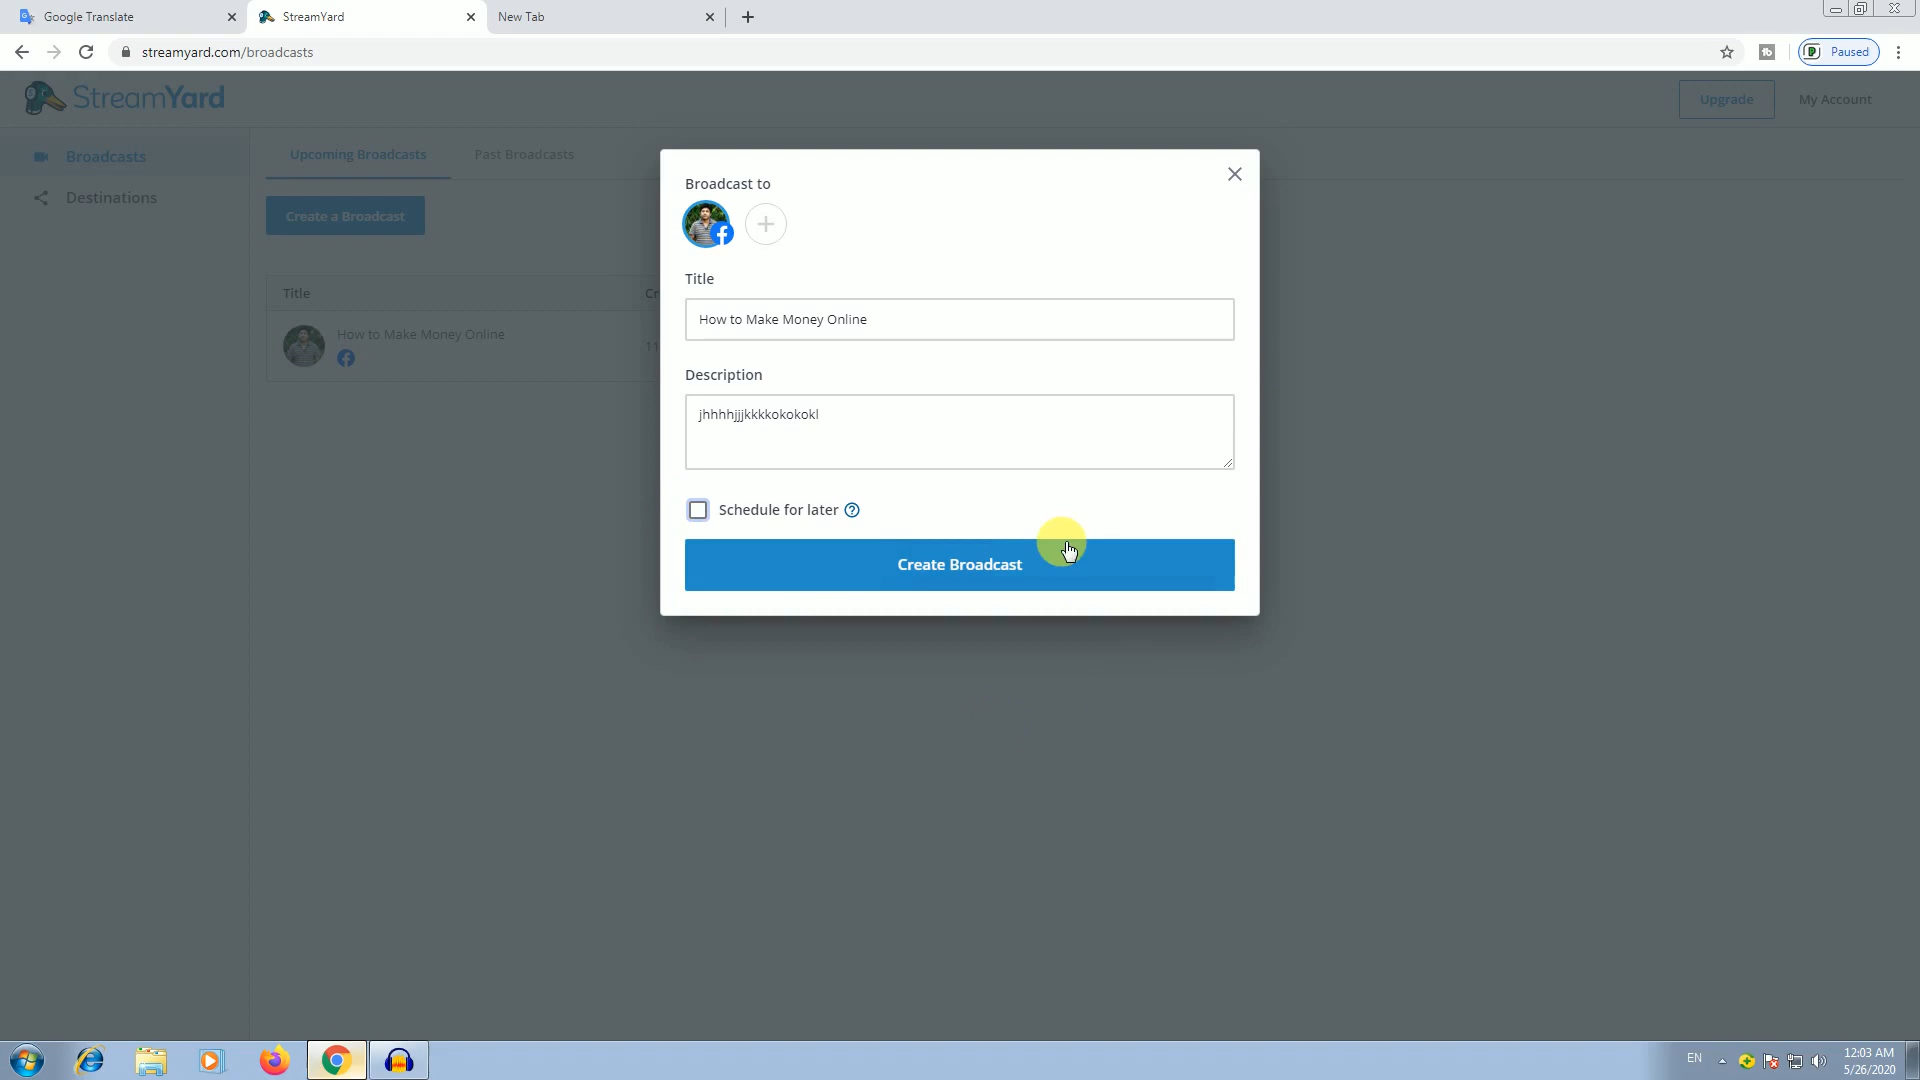 Google Translate
StreamYard
New Tab
streamyard.com/broadcasts
Paused
StreamYard
Upgrade
My Account
Broadcasts
Destinations
Upcoming Broadcasts
Past Broadcasts
Create a Broadcast
Title
Cr
How to Make Money Online
11
Broadcast to
Title
How to Make Money Online
Description
jhhhhjjjkkkkokokokl
Schedule for later
Create Broadcast
EN
12:03 AM
5/26/2020